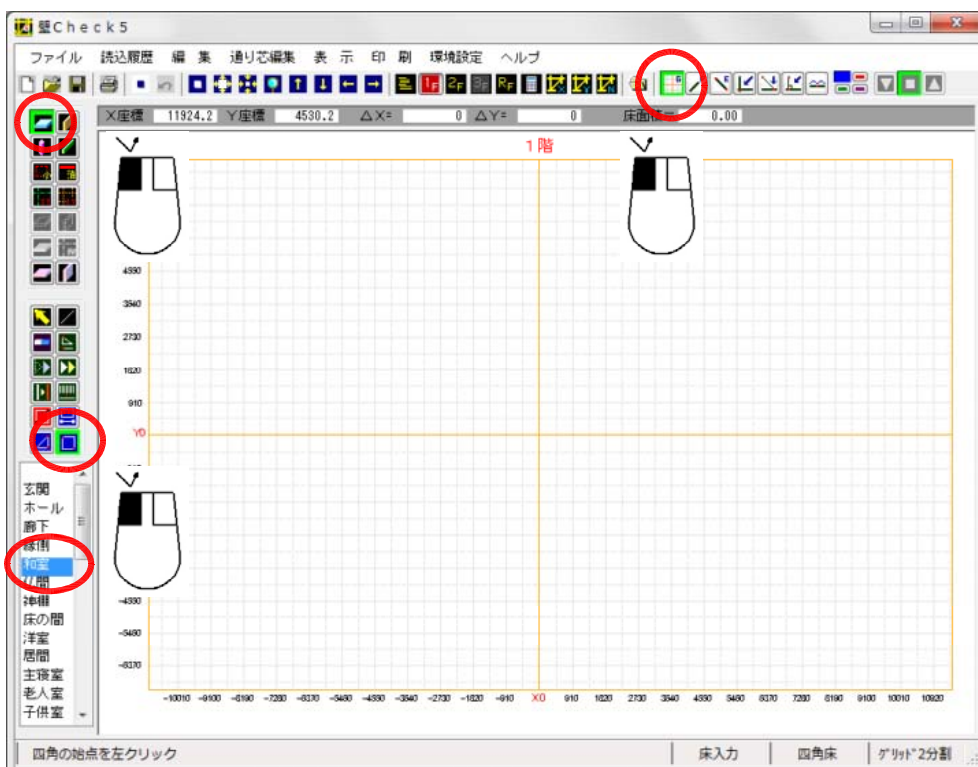 壁Check5
ファイル 読込履歴 編集 通り芯編集 表示 印刷 環境設定 ヘルプ
1F 2F 3F RF
X座標 11924.2 Y座標 4530.2 △X= 0 △Y= 0 床面積= 0.00
1階
4550
3640
2730
1820
910
Y0
-4550
-5460
-6370
-10010 -9100 -8190 -7280 -6370 -5460 -4550 -3640 -2730 -1820 -910 X0 910 1820 2730 3640 4550 5460 6370 7280 8190 9100 10010 10920
玄関
ホール
廊下
縁側
和室
仏間
神棚
床の間
洋室
居間
主寝室
老人室
子供室
四角の始点を左クリック 床入力 四角床 グリッド2分割